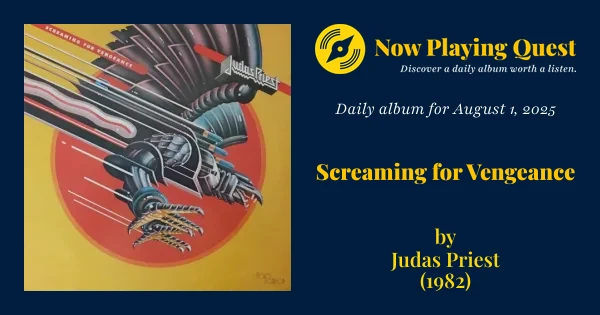 SCREAMING FOR VENGEANCE
Judas Priest
Now Playing Quest
Discover a daily album worth a listen.
Daily album for August 1, 2025
Screaming for Vengeance
by
Judas Priest
(1982)